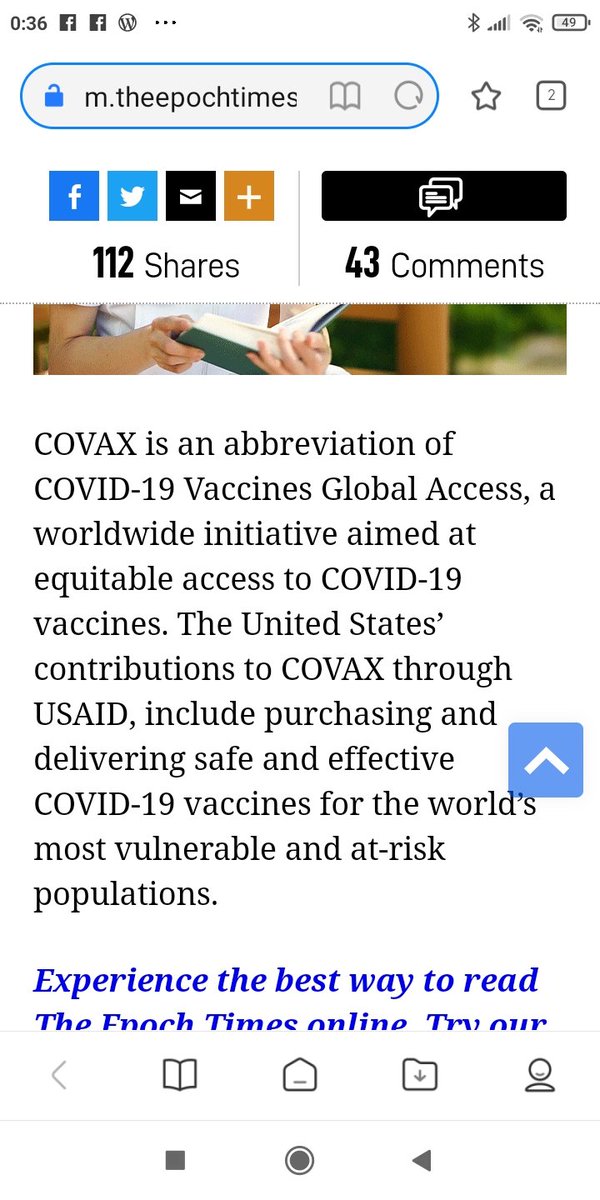 0:36
49
m.theepochtimes
2
112 Shares
43 Comments
COVAX is an abbreviation of
COVID-19 Vaccines Global Access, a
worldwide initiative aimed at
equitable access to COVID-19
vaccines. The United States’
contributions to COVAX through
USAID, include purchasing and
delivering safe and effective
COVID-19 vaccines for the world’s
most vulnerable and at-risk
populations.
Experience the best way to read
The Epoch Times online. Try our